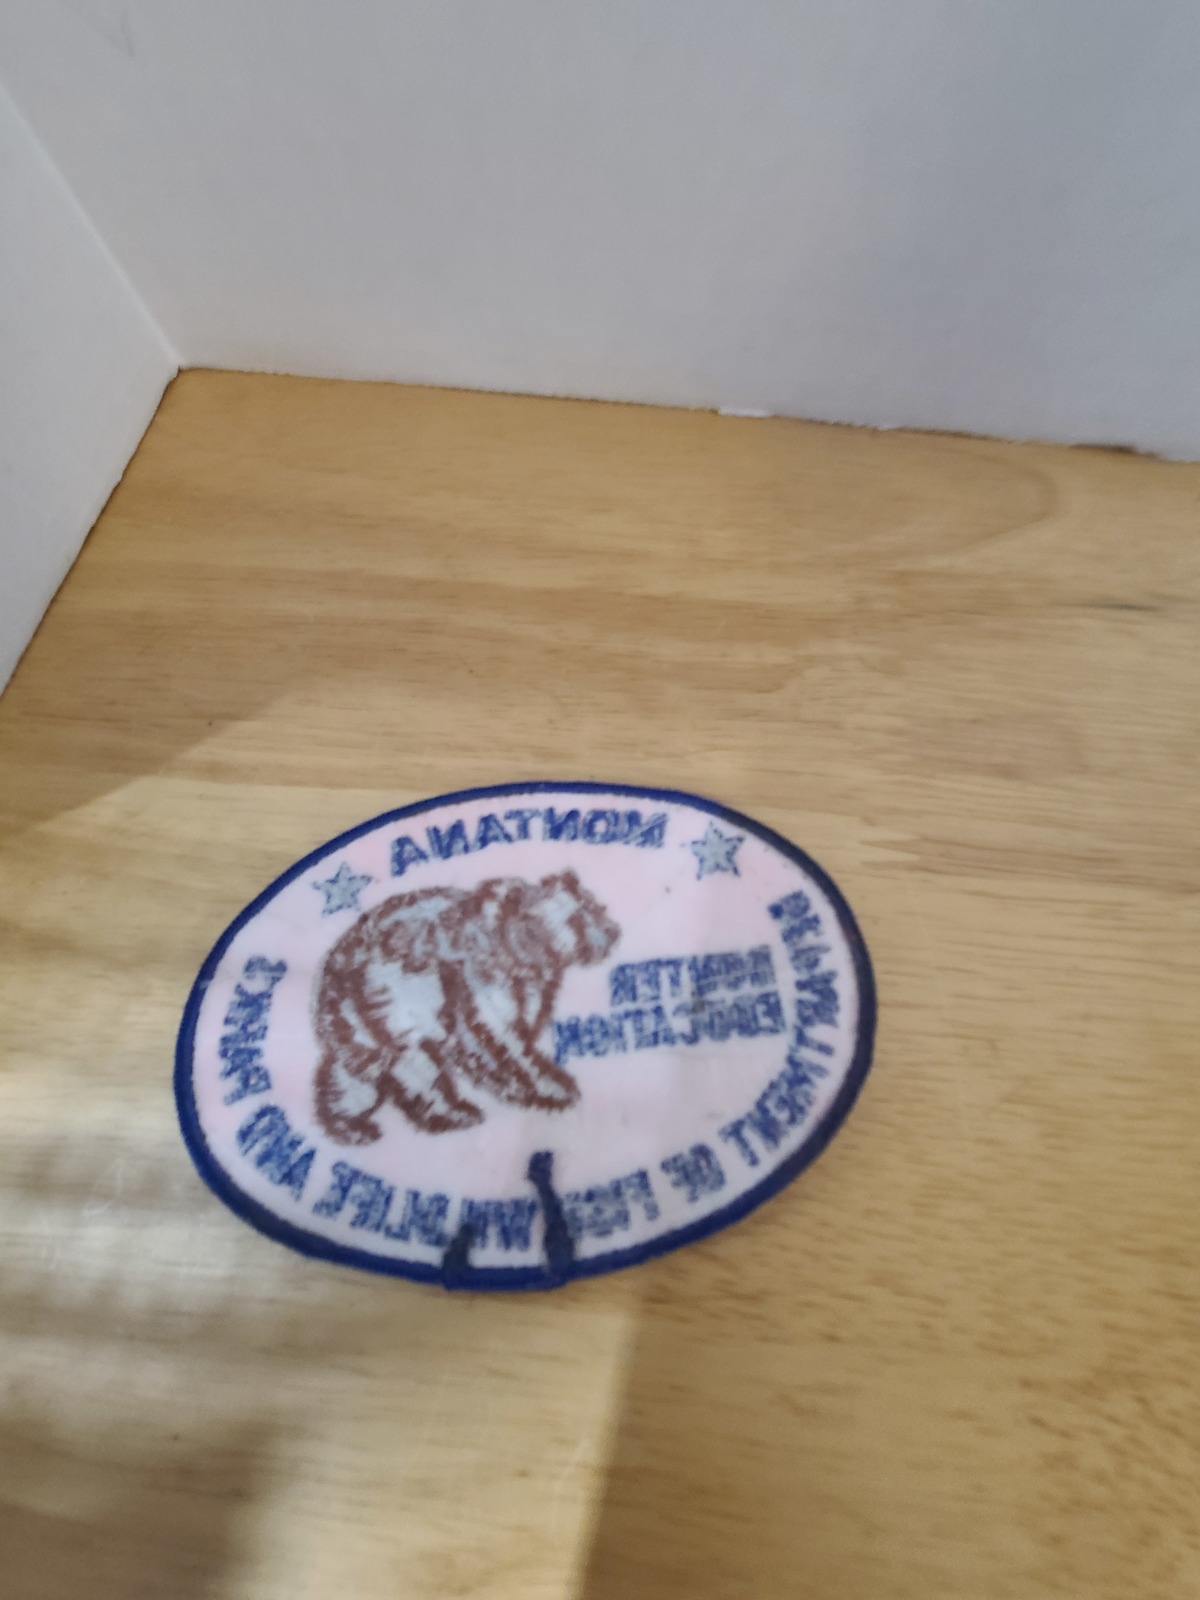 MONTANA
HUNTER
EDUCATION
DEPARTMENT OF FISH, WILDLIFE AND PARKS